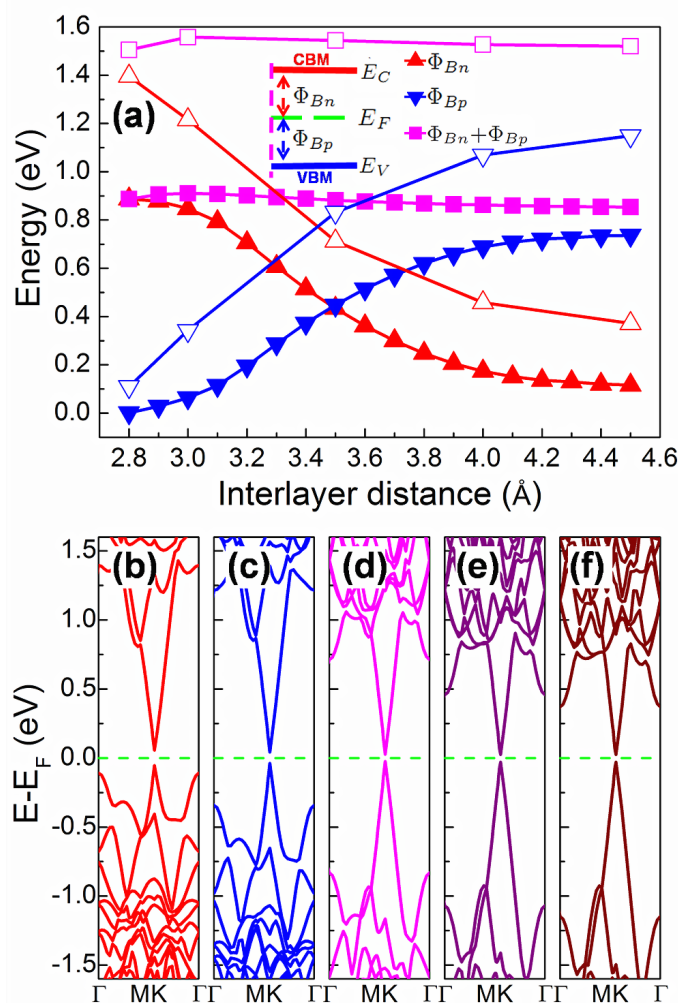 1.6
1.4
1.2
1.0
0.8
0.6
0.4
0.2
0.0
Energy (eV)
(a)
CBM
E_C
Φ_Bn
E_F
Φ_Bp
E_V
VBM
Φ_Bn
Φ_Bp
Φ_Bn+Φ_Bp
2.8 3.0 3.2 3.4 3.6 3.8 4.0 4.2 4.4 4.6
Interlayer distance (Å)
1.5
1.0
0.5
0.0
-0.5
-1.0
-1.5
E-E_F (eV)
(b) (c) (d) (e) (f)
Γ MK ΓΓ MK ΓΓ MK ΓΓ MK ΓΓ MK Γ